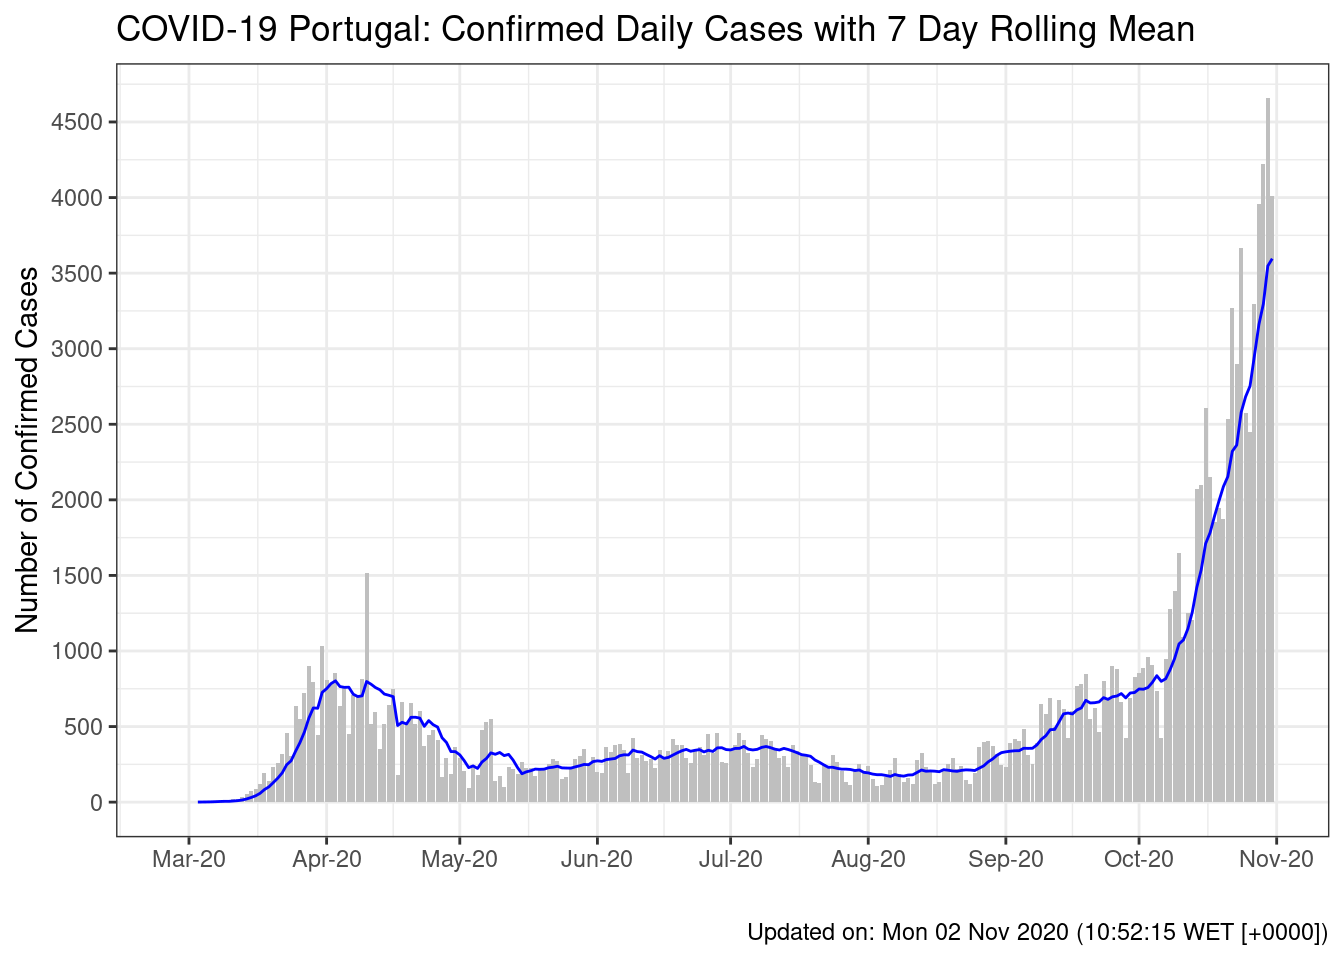 COVID-19 Portugal: Confirmed Daily Cases with 7 Day Rolling Mean
Number of Confirmed Cases
4500
4000
3500
3000
2500
2000
1500
1000
500
0
Mar-20 Apr-20 May-20 Jun-20 Jul-20 Aug-20 Sep-20 Oct-20 Nov-20
Updated on: Mon 02 Nov 2020 (10:52:15 WET [+0000])